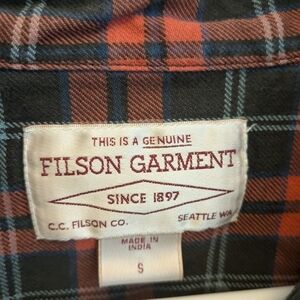 THIS IS A GENUINE
FILSON GARMENT
SINCE 1897
C.C. FILSON CO. SEATTLE WA
MADE IN
INDIA
S